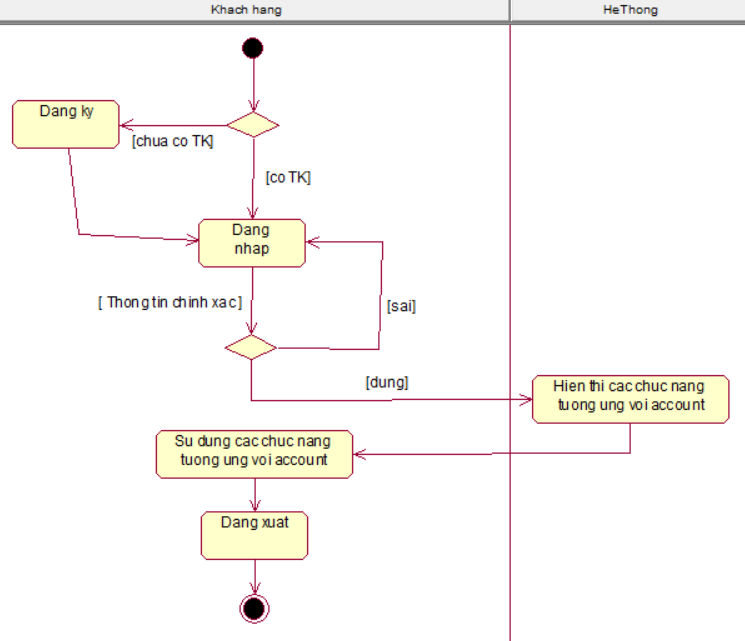 Khach hang
HeThong
Dang ky
[chua co TK]
[co TK]
Dang
nhap
[ Thong tin chinh xac ]
[sai]
[dung]
Hien thi cac chuc nang
tuong ung voi account
Su dung cac chuc nang
tuong ung voi account
Dang xuat